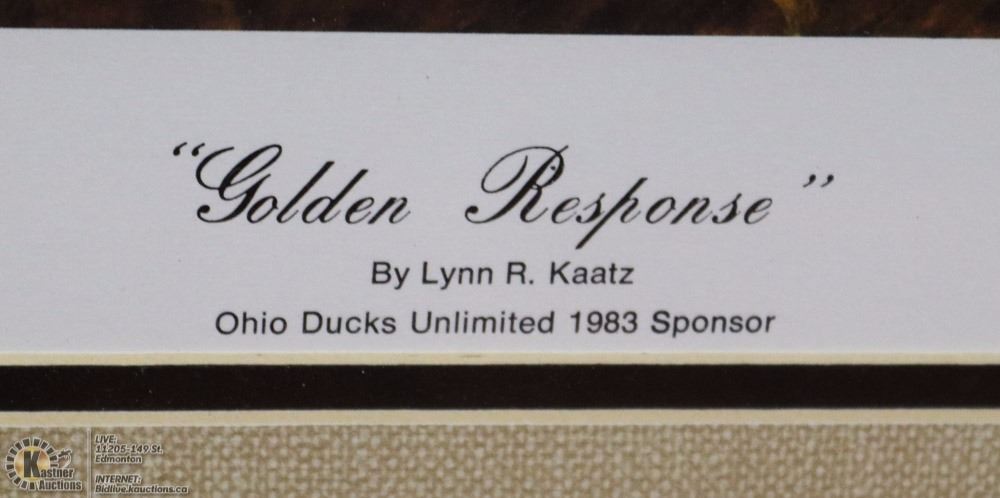 "Golden Response"
By Lynn R. Kaatz
Ohio Ducks Unlimited 1983 Sponsor
K
Kastner
Auctions
LIVE:
11205-149 St.
Edmonton
INTERNET:
Bidlive.kauctions.ca